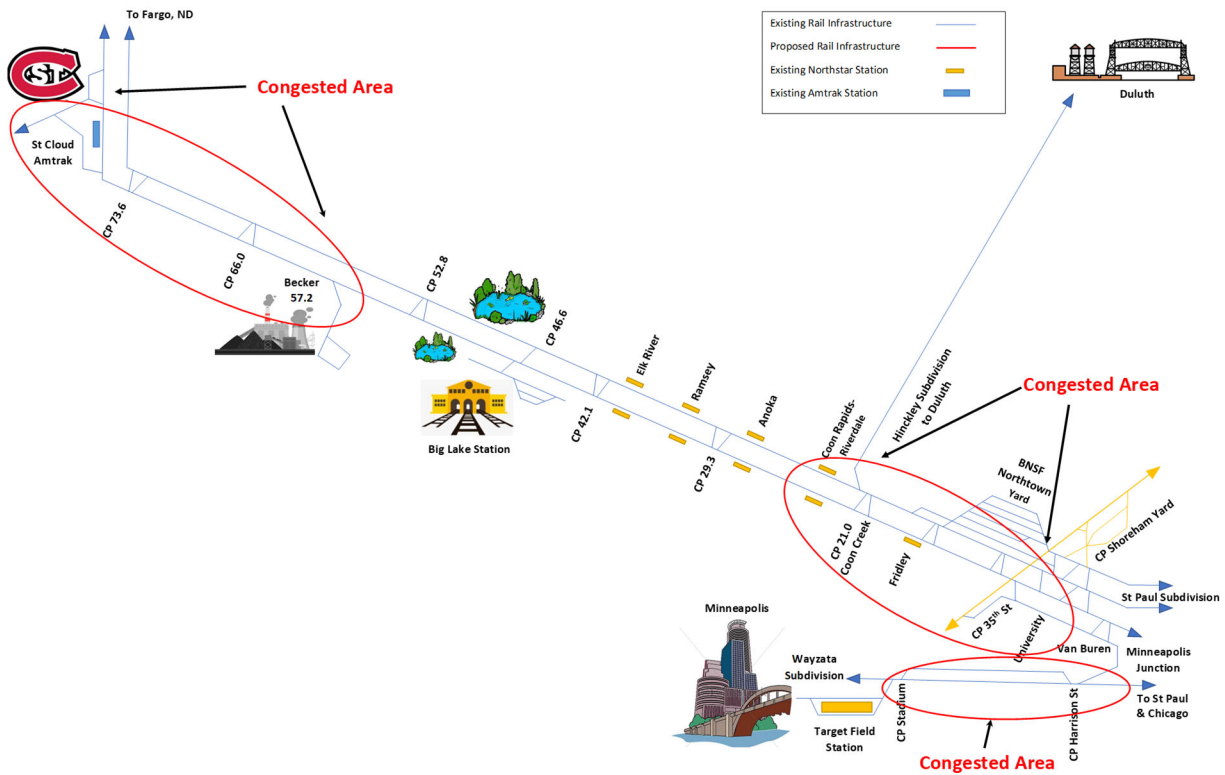 To Fargo, ND
Existing Rail Infrastructure
Proposed Rail Infrastructure
Existing Northstar Station
Existing Amtrak Station
ST
C
Congested Area
Duluth
St Cloud
Amtrak
CP 73.6
CP 66.0
Becker
57.2
CP 52.8
CP 46.6
Elk River
Ramsey
Anoka
Coon Rapids-
Riverdale
Hinckley Subdivision
to Duluth
Congested Area
Big Lake Station
CP 42.1
CP 29.3
CP 21.0
Coon Creek
Fridley
BNSF
Northtown
Yard
CP Shoreham Yard
St Paul Subdivision
CP 35th St
University
Van Buren
Minneapolis
Junction
Minneapolis
Wayzata
Subdivision
Target Field
Station
CP Stadium
CP Harrison St
To St Paul
& Chicago
Congested Area